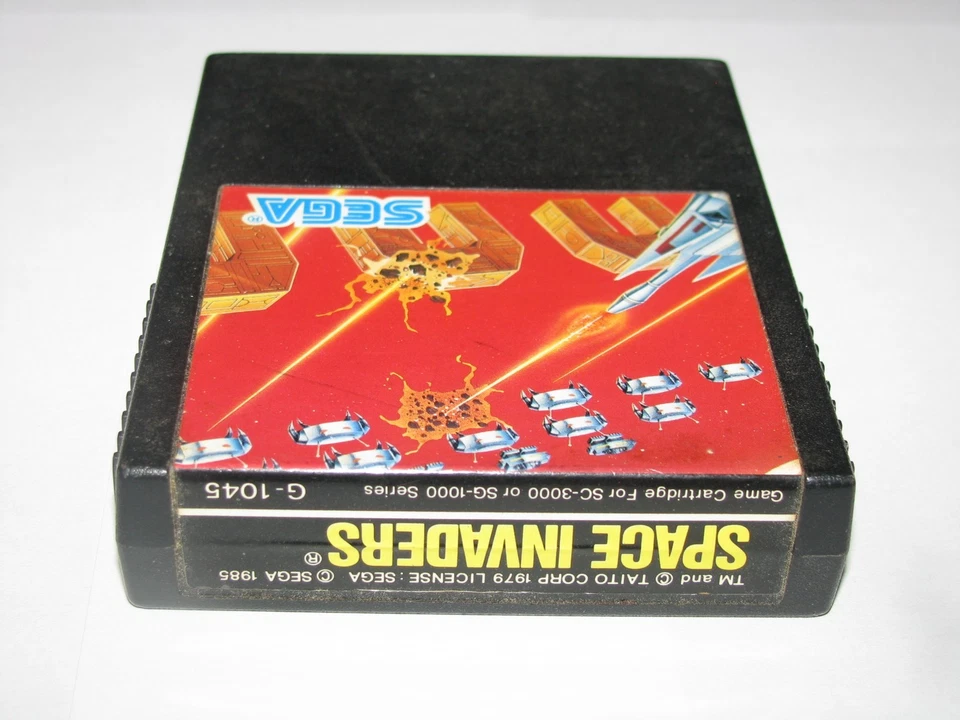 TM and © TAITO CORP 1979 LICENSE : SEGA © SEGA 1985
SPACE INVADERS ®
Game Cartridge For SC-3000 or SG-1000 Series G-1045
SEGA ®